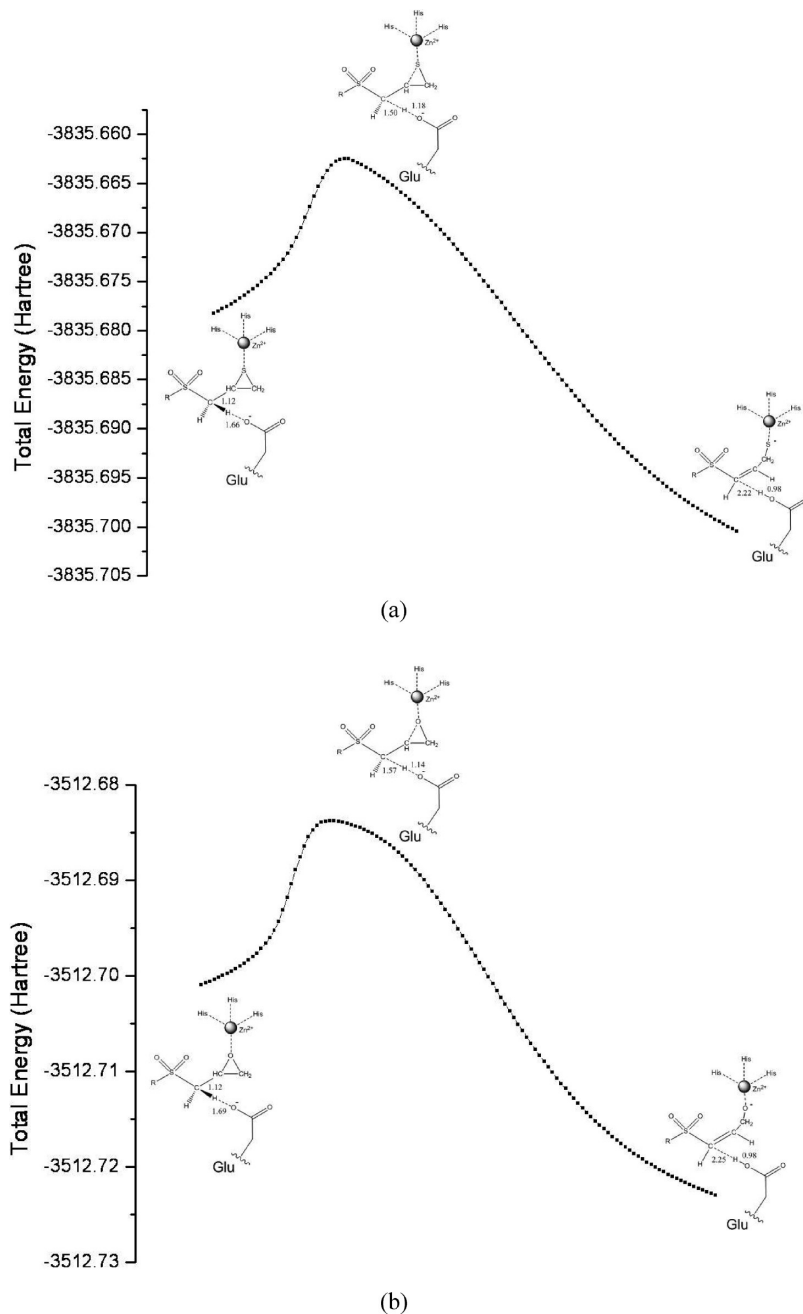 His
His
His
Zn2+
O
O
S
S
R
C
C
H
CH2
H
H
1.50
1.18
O-
O
Glu
-3835.660
-3835.665
-3835.670
-3835.675
-3835.680
-3835.685
-3835.690
-3835.695
-3835.700
-3835.705
Total Energy (Hartree)
His
His
His
Zn2+
O
O
S
S
R
HC
CH2
C
1.12
H
H
1.66
O-
O
Glu
His
His
His
Zn2+
O
O
S
S
CH2
R
C
C
H
H
2.22
H
0.98
O
Glu
(a)
His
His
His
Zn2+
O
O
O
S
R
C
C
H
CH2
H
H
1.57
1.14
O-
O
Glu
-3512.68
-3512.69
-3512.70
-3512.71
-3512.72
-3512.73
Total Energy (Hartree)
His
His
His
Zn2+
O
O
O
S
R
HC
CH2
C
1.12
H
H
1.69
O-
O
Glu
His
His
His
Zn2+
O
O
O
S
CH2
R
C
C
H
H
2.25
H
0.98
O
O
Glu
(b)